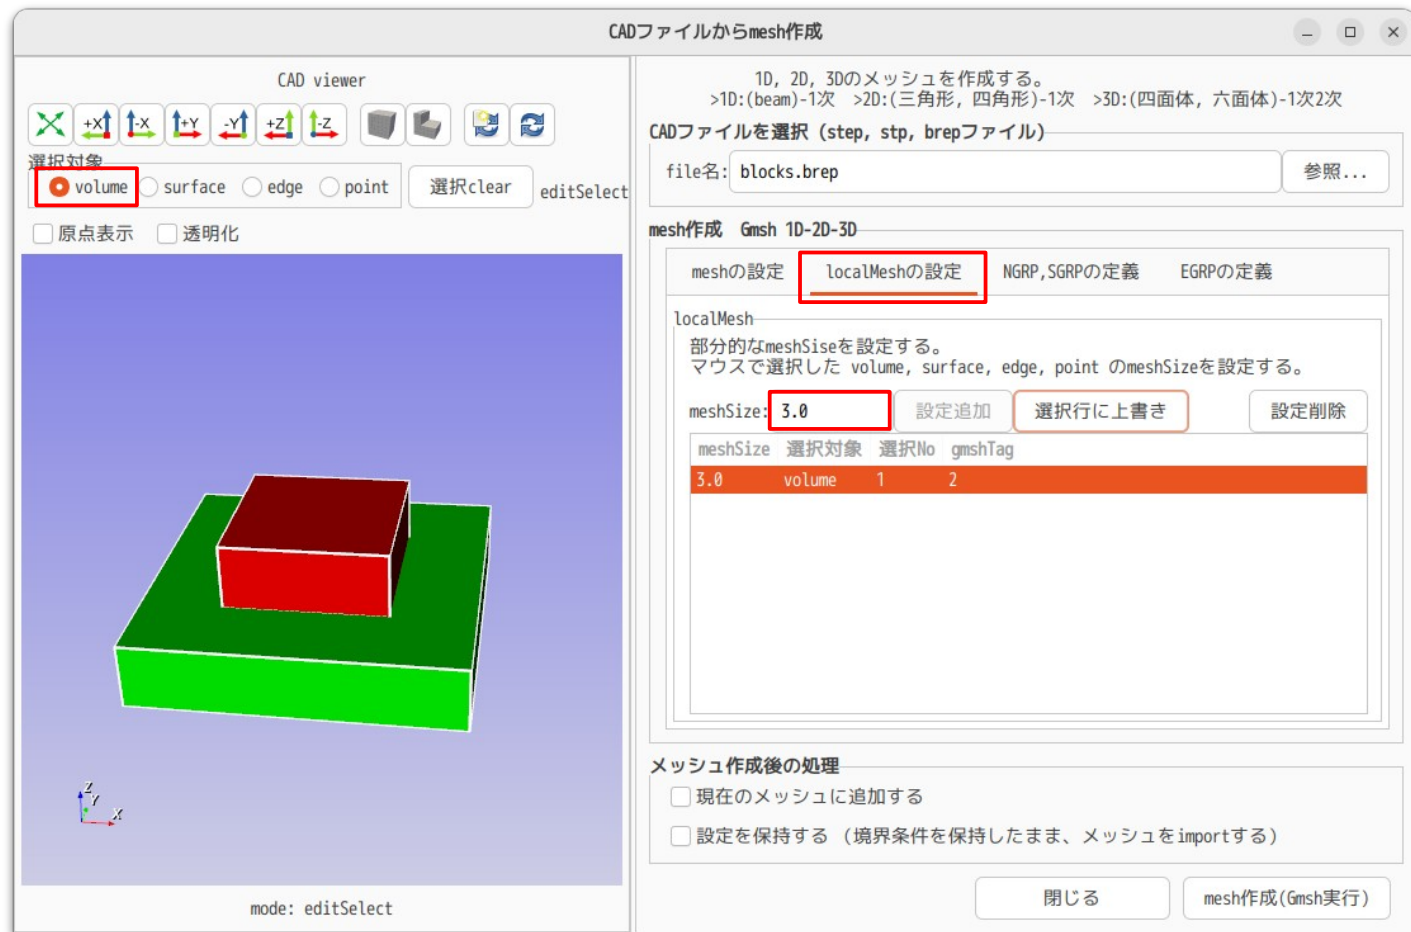 CADファイルからmesh作成
CAD viewer
+X -X +Y -Y +Z -Z
選択対象
volume surface edge point 選択clear editSelect
原点表示 透明化
Z
Y
X
mode: editSelect
1D, 2D, 3Dのメッシュを作成する。
>1D:(beam)-1次 >2D:(三角形, 四角形)-1次 >3D:(四面体, 六面体)-1次2次
CADファイルを選択 (step, stp, brepファイル)
file名: blocks.brep 参照...
mesh作成 Gmsh 1D-2D-3D
meshの設定 localMeshの設定 NGRP,SGRPの定義 EGRPの定義
localMesh
部分的なmeshSiseを設定する。
マウスで選択した volume, surface, edge, point のmeshSizeを設定する。
meshSize: 3.0 設定追加 選択行に上書き 設定削除
meshSize 選択対象 選択No gmshTag
3.0 volume 1 2
メッシュ作成後の処理
現在のメッシュに追加する
設定を保持する (境界条件を保持したまま、メッシュをimportする)
閉じる mesh作成(Gmsh実行)